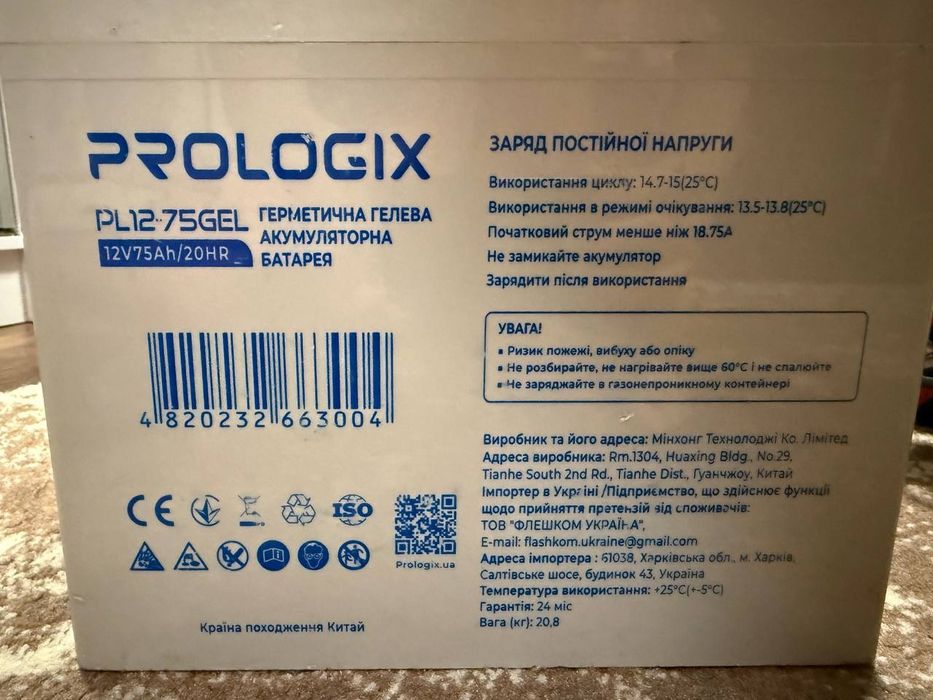 PROLOGIX
PL12-75GEL
12V75Ah/20HR
ГЕРМЕТИЧНА ГЕЛЕВА
АКУМУЛЯТОРНА
БАТАРЕЯ
4 820232 663004
CE
ISO
Prologix.ua
Країна походження Китай
ЗАРЯД ПОСТІЙНОЇ НАПРУГИ
Використання циклу: 14.7-15(25°C)
Використання в режимі очікування: 13.5-13.8(25°C)
Початковий струм менше ніж 18.75А
Не замикайте акумулятор
Зарядити після використання
УВАГА!
▪ Ризик пожежі, вибуху або опіку
▪ Не розбирайте, не нагрівайте вище 60°C і не спалюйте
▪ Не заряджайте в газонепроникному контейнері
Виробник та його адреса: Мінхонг Технолоджі Ко. Лімітед
Адреса виробника: Rm.1304, Huaxing Bldg., No.29,
Tianhe South 2nd Rd., Tianhe Dist., Гуанчжоу, Китай
Імпортер в Україні /Підприємство, що здійснює функції
щодо прийняття претензій від споживачів:
ТОВ "ФЛЕШКОМ УКРАЇНА",
E-mail: flashkom.ukraine@gmail.com
Адреса імпортера : 61038, Харківська обл., м. Харків,
Салтівське шосе, будинок 43, Україна
Температура використання: +25°C(+-5°C)
Гарантія: 24 міс
Вага (кг): 20,8